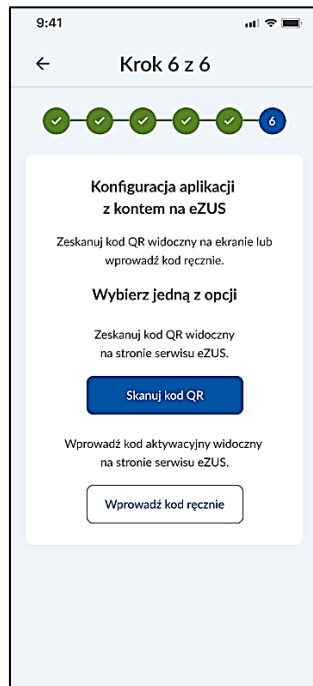 9:41
Krok 6 z 6
6
Konfiguracja aplikacji
z kontem na eZUS
Zeskanuj kod QR widoczny na ekranie lub
wprowadź kod ręcznie.
Wybierz jedną z opcji
Zeskanuj kod QR widoczny
na stronie serwisu eZUS.
Skanuj kod QR
Wprowadź kod aktywacyjny widoczny
na stronie serwisu eZUS.
Wprowadź kod ręcznie